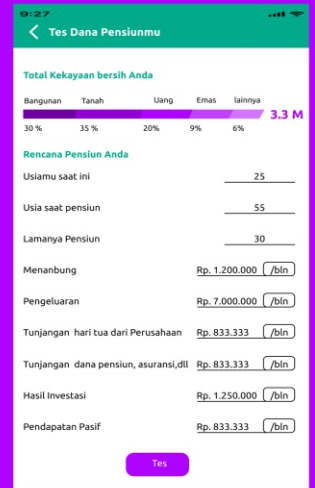 9:27
Tes Dana Pensiunmu
Total Kekayaan bersih Anda
Bangunan Tanah Uang Emas lainnya
3.3 M
30 % 35 % 20% 9% 6%
Rencana Pensiun Anda
Usiamu saat ini 25
Usia saat pensiun 55
Lamanya Pensiun 30
Menanbung Rp. 1.200.000 /bln
Pengeluaran Rp. 7.000.000 /bln
Tunjangan hari tua dari Perusahaan Rp. 833.333 /bln
Tunjangan dana pensiun, asuransi,dll Rp. 833.333 /bln
Hasil Investasi Rp. 1.250.000 /bln
Pendapatan Pasif Rp. 833.333 /bln
Tes